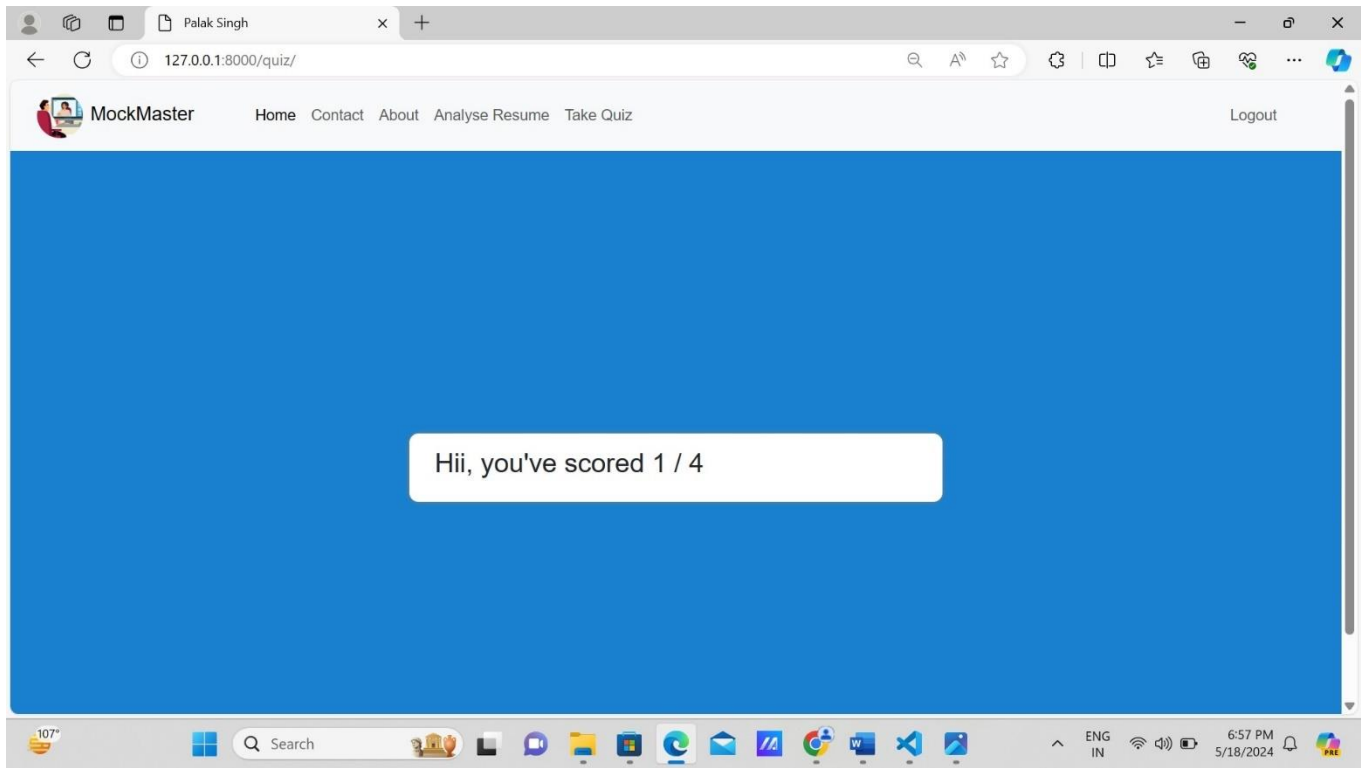 Palak Singh
127.0.0.1:8000/quiz/
MockMaster Home Contact About Analyse Resume Take Quiz Logout
Hii, you've scored 1 / 4
107°
Search
ENG
IN
6:57 PM
5/18/2024
PRE